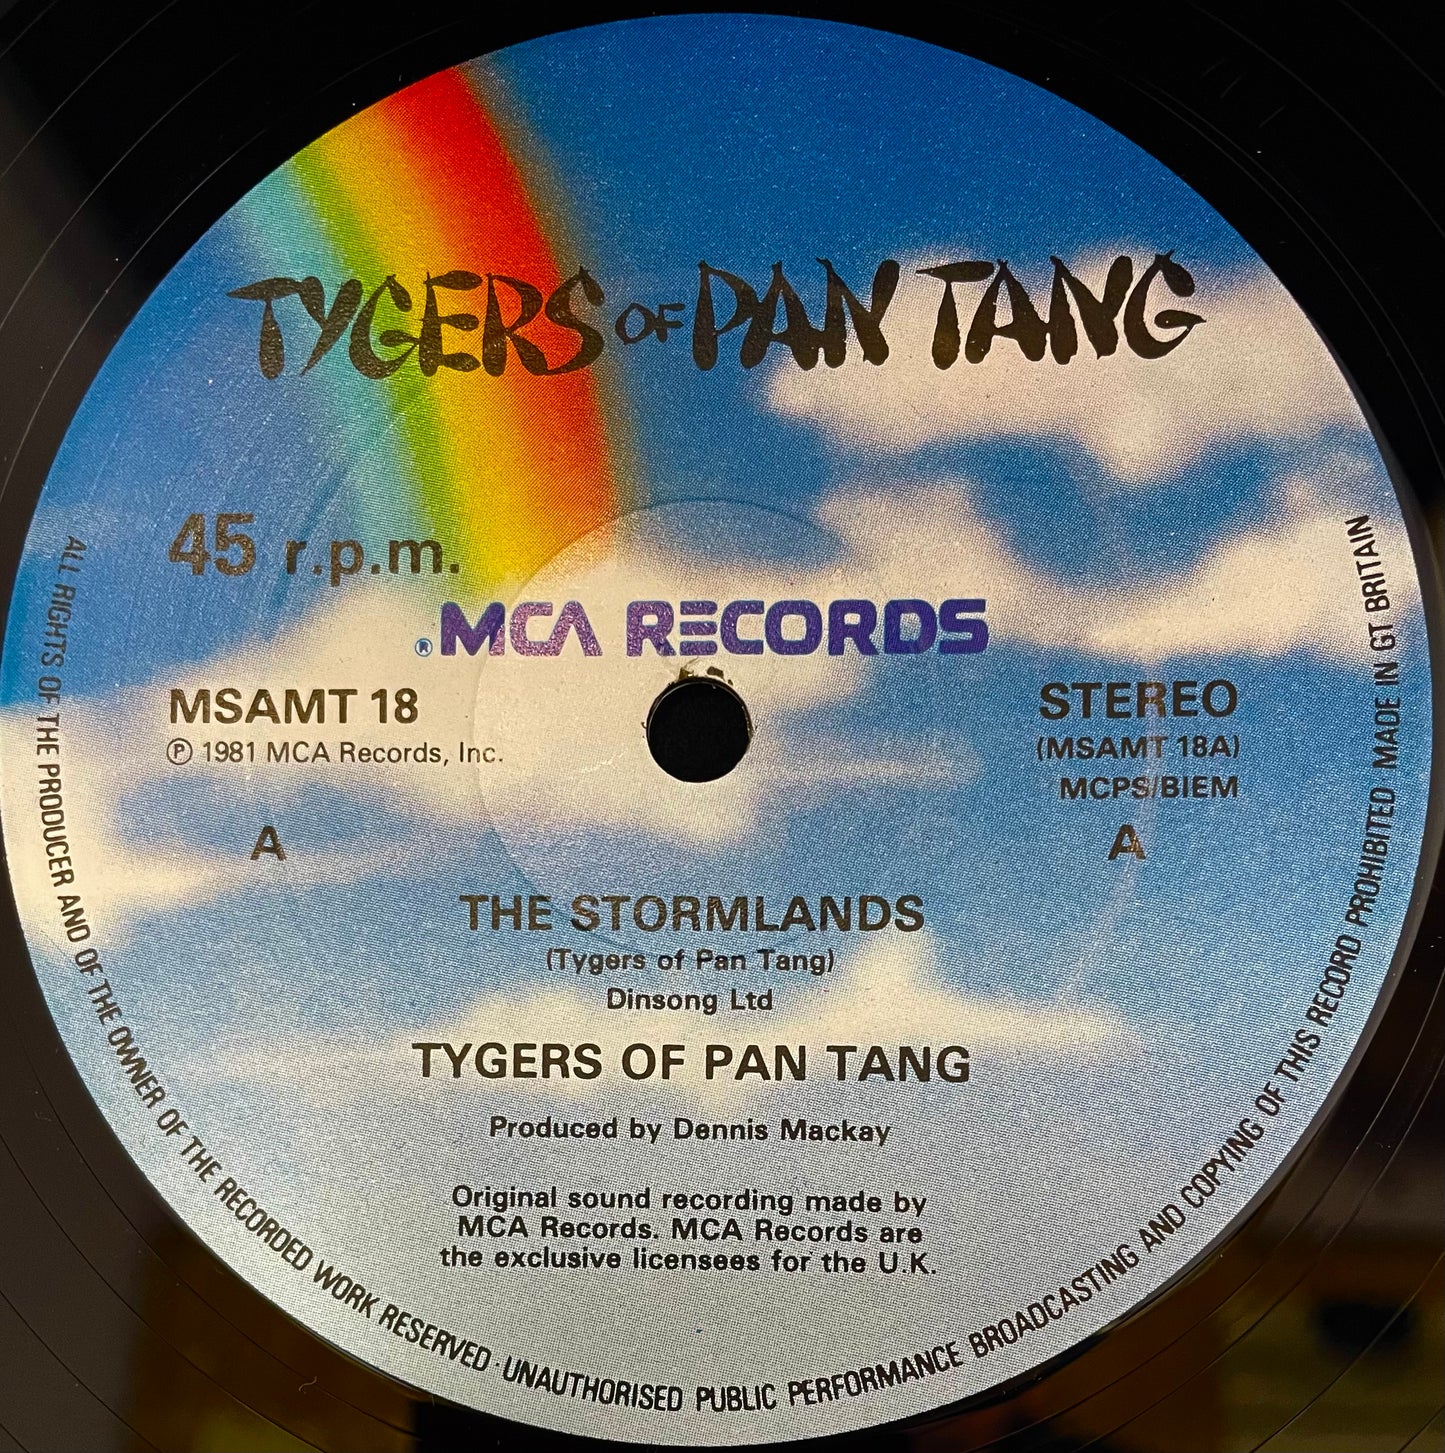 TYGERS OF PAN TANG
45 r.p.m.
® MCA RECORDS
MSAMT 18
℗ 1981 MCA Records, Inc.
STEREO
(MSAMT 18A)
MCPS/BIEM
A
A
THE STORMLANDS
(Tygers of Pan Tang)
Dinsong Ltd
TYGERS OF PAN TANG
Produced by Dennis Mackay
Original sound recording made by
MCA Records. MCA Records are
the exclusive licensees for the U.K.
ALL RIGHTS OF THE PRODUCER AND OF THE OWNER OF THE RECORDED WORK RESERVED · UNAUTHORISED PUBLIC PERFORMANCE BROADCASTING AND COPYING OF THIS RECORD PROHIBITED · MADE IN GT BRITAIN